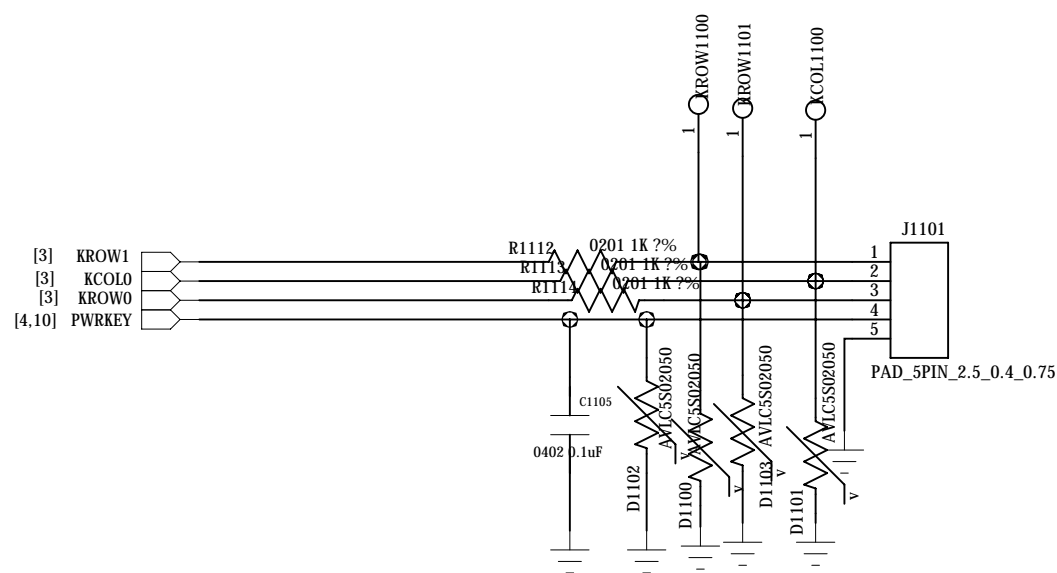 KROW1100
KROW1101
KCOL1100
1
1
1
J1101
[3] KROW1
[3] KCOL0
[3] KROW0
[4,10] PWRKEY
R1112 0201 1K ?%
R1113 0201 1K ?%
R1114 0201 1K ?%
1
2
3
4
5
PAD_5PIN_2.5_0.4_0.75
C1105
0402 0.1uF
AVLC5S02050
AVLC5S02050
AVLC5S02050
AVLC5S02050
v
v
v
v
D1102
D1100
D1103
D1101